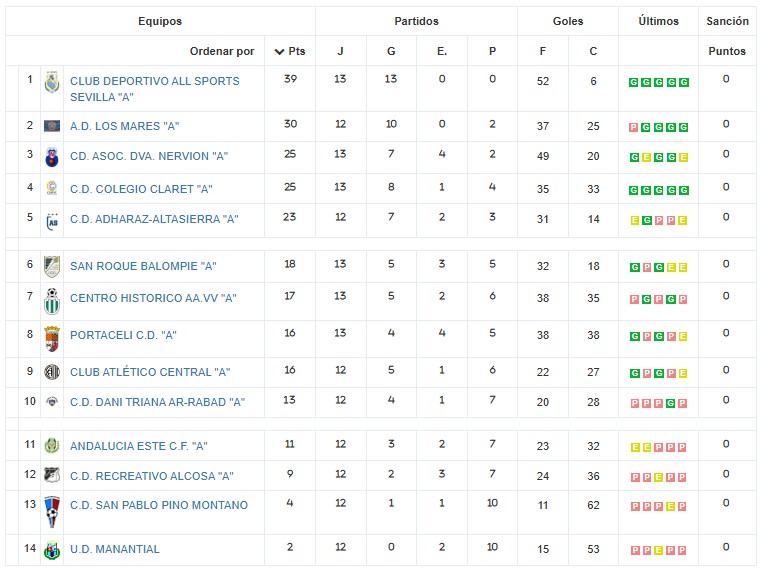 Equipos Partidos Goles Últimos Sanción
Ordenar por Pts J G E. P F C Puntos
1 CLUB DEPORTIVO ALL SPORTS SEVILLA "A" 39 13 13 0 0 52 6 G G G G G 0
2 A.D. LOS MARES "A" 30 12 10 0 2 37 25 P G G G G 0
3 CD. ASOC. DVA. NERVION "A" 25 13 7 4 2 49 20 G E G G E 0
4 C.D. COLEGIO CLARET "A" 25 13 8 1 4 35 33 G G G G G 0
5 C.D. ADHARAZ-ALTASIERRA "A" 23 12 7 2 3 31 14 E G P P E 0
6 SAN ROQUE BALOMPIE "A" 18 13 5 3 5 32 18 G P G E E 0
7 CENTRO HISTORICO AA.VV "A" 17 13 5 2 6 38 35 P G P G P 0
8 PORTACELI C.D. "A" 16 13 4 4 5 38 38 G P G P E 0
9 CLUB ATLÉTICO CENTRAL "A" 16 12 5 1 6 22 27 G P G P E 0
10 C.D. DANI TRIANA AR-RABAD "A" 13 12 4 1 7 20 28 P P P G P 0
11 ANDALUCIA ESTE C.F. "A" 11 12 3 2 7 23 32 E E P P P 0
12 C.D. RECREATIVO ALCOSA "A" 9 12 2 3 7 24 36 P P E P P 0
13 C.D. SAN PABLO PINO MONTANO 4 12 1 1 10 11 62 P P P E P 0
14 U.D. MANANTIAL 2 12 0 2 10 15 53 P P E P P 0